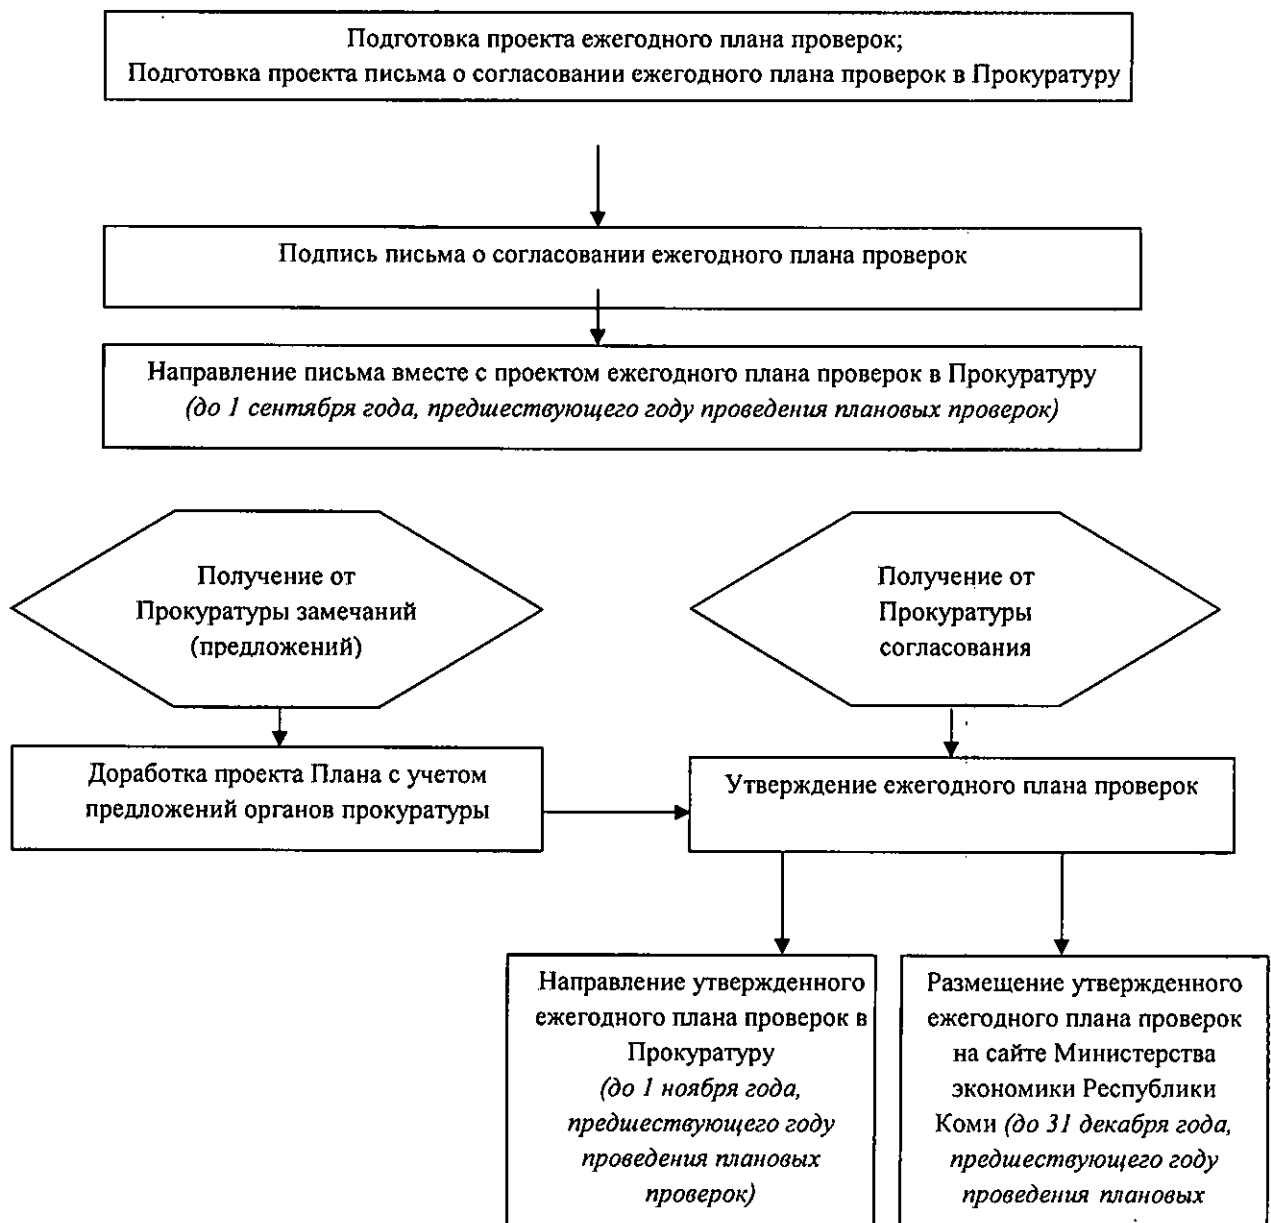 Подготовка проекта ежегодного плана проверок;
Подготовка проекта письма о согласовании ежегодного плана проверок в Прокуратуру
Подпись письма о согласовании ежегодного плана проверок
Направление письма вместе с проектом ежегодного плана проверок в Прокуратуру
(до 1 сентября года, предшествующего году проведения плановых проверок)
Получение от
Прокуратуры замечаний
(предложений)
Получение от
Прокуратуры
согласования
Доработка проекта Плана с учетом
предложений органов прокуратуры
Утверждение ежегодного плана проверок
Направление утвержденного
ежегодного плана проверок в
Прокуратуру
(до 1 ноября года,
предшествующего году
проведения плановых
проверок)
Размещение утвержденного
ежегодного плана проверок
на сайте Министерства
экономики Республики
Коми (до 31 декабря года,
предшествующего году
проведения плановых